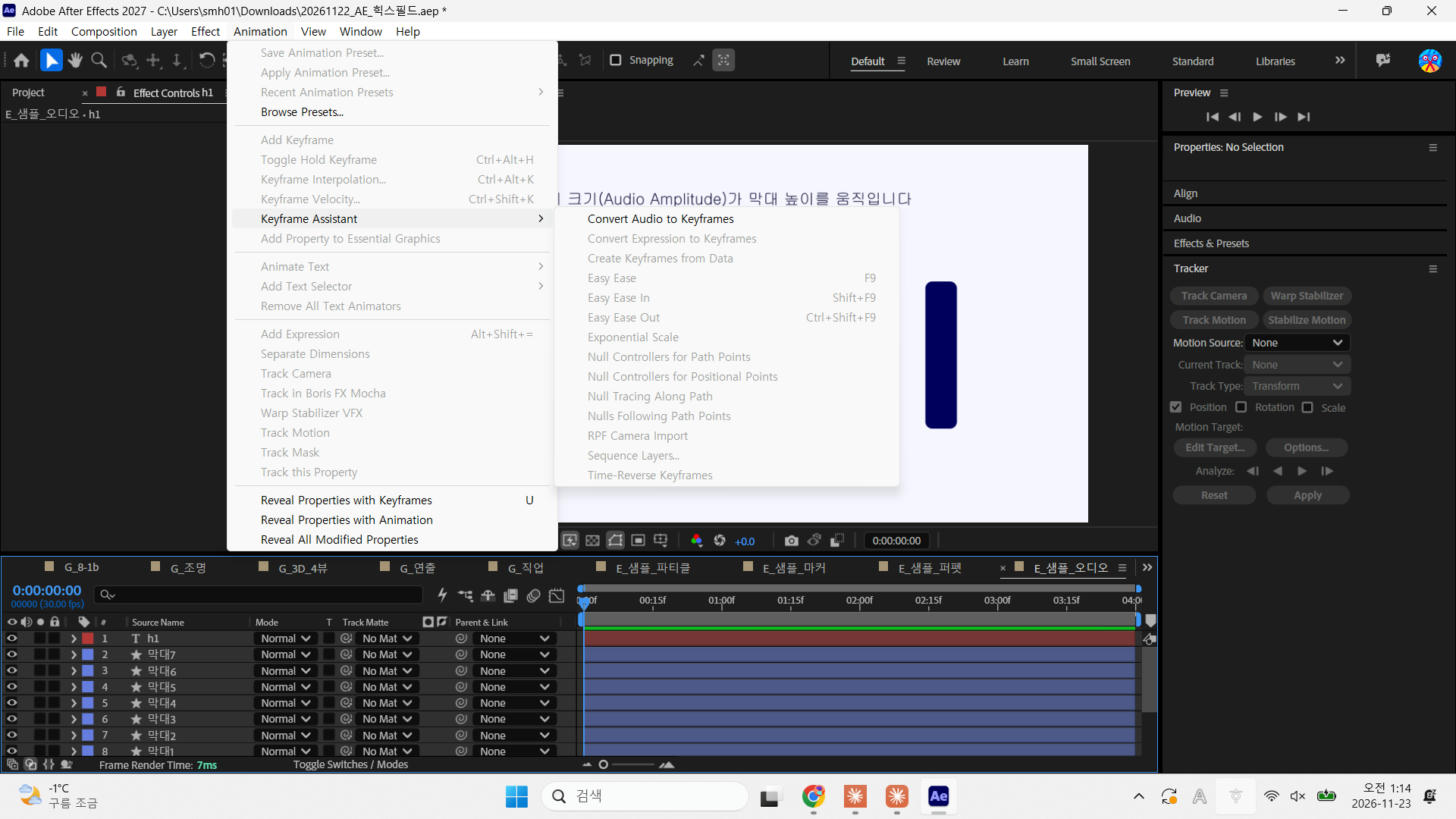 Adobe After Effects 2027 - C:\Users\smh01\Downloads\20261122_AE_힉스필드.aep *
File Edit Composition Layer Effect Animation View Window Help
Snapping
Default Review Learn Small Screen Standard Libraries
Project Effect Controls h1
E_샘플_오디오 • h1
Save Animation Preset...
Apply Animation Preset...
Recent Animation Presets
Browse Presets...
Add Keyframe
Toggle Hold Keyframe Ctrl+Alt+H
Keyframe Interpolation... Ctrl+Alt+K
Keyframe Velocity... Ctrl+Shift+K
Keyframe Assistant
Add Property to Essential Graphics
Animate Text
Add Text Selector
Remove All Text Animators
Add Expression Alt+Shift+=
Separate Dimensions
Track Camera
Track in Boris FX Mocha
Warp Stabilizer VFX
Track Motion
Track Mask
Track this Property
Reveal Properties with Keyframes U
Reveal Properties with Animation
Reveal All Modified Properties
Convert Audio to Keyframes
Convert Expression to Keyframes
Create Keyframes from Data
Easy Ease F9
Easy Ease In Shift+F9
Easy Ease Out Ctrl+Shift+F9
Exponential Scale
Null Controllers for Path Points
Null Controllers for Positional Points
Null Tracing Along Path
Nulls Following Path Points
RPF Camera Import
Sequence Layers...
Time-Reverse Keyframes
크기(Audio Amplitude)가 막대 높이를 움직입니다
+0.0 0:00:00:00
Preview
Properties: No Selection
Align
Audio
Effects & Presets
Tracker
Track Camera Warp Stabilizer
Track Motion Stabilize Motion
Motion Source: None
Current Track: None
Track Type: Transform
Position Rotation Scale
Motion Target:
Edit Target... Options...
Analyze:
Reset Apply
G_8-1b G_조명 G_3D_4뷰 G_연출 G_직업 E_샘플_파티클 E_샘플_마커 E_샘플_퍼펫 E_샘플_오디오
0:00:00:00
00000 (30.00 fps)
00:15f 01:00f 01:15f 02:00f 02:15f 03:00f 03:15f 04:0
# Source Name Mode T Track Matte Parent & Link
1 T h1 Normal No Mat None
2 막대7 Normal No Mat None
3 막대6 Normal No Mat None
4 막대5 Normal No Mat None
5 막대4 Normal No Mat None
6 막대3 Normal No Mat None
7 막대2 Normal No Mat None
8 막대1 Normal No Mat None
Frame Render Time: 7ms Toggle Switches / Modes
-1°C
구름 조금
검색
Ae
오전 1:14
2026-11-23